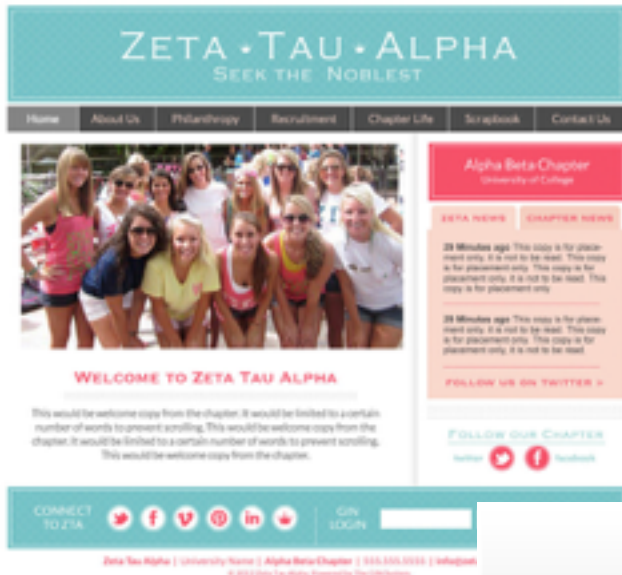 ZETA ★ TAU ★ ALPHA
SEEK THE NOBLEST
Home About Us Philanthropy Recruitment Chapter Life Scrapbook Contact Us
Alpha Beta Chapter
University of College
ZETA NEWS CHAPTER NEWS
29 Minutes ago This copy is for place-
ment only, it is not to be read. This copy
is for placement only. This copy is for
placement only, it is not to be read. This
copy is for placement only
29 Minutes ago This copy is for place-
ment only, it is not to be read. This copy
is for placement only. This copy is for
placement only, it is not to be read
FOLLOW US ON TWITTER >
WELCOME TO ZETA TAU ALPHA
This would be welcome copy from the chapter. It would be limited to a certain
number of words to prevent scrolling, This would be welcome copy from the
chapter. It would be limited to a certain number of words to prevent scrolling,
This would be welcome copy from the chapter.
FOLLOW OUR CHAPTER
twitter facebook
CONNECT
TO ZTA
GIN
LOGIN
Zeta Tau Alpha | University Name | Alpha Beta Chapter | 555.555.5555